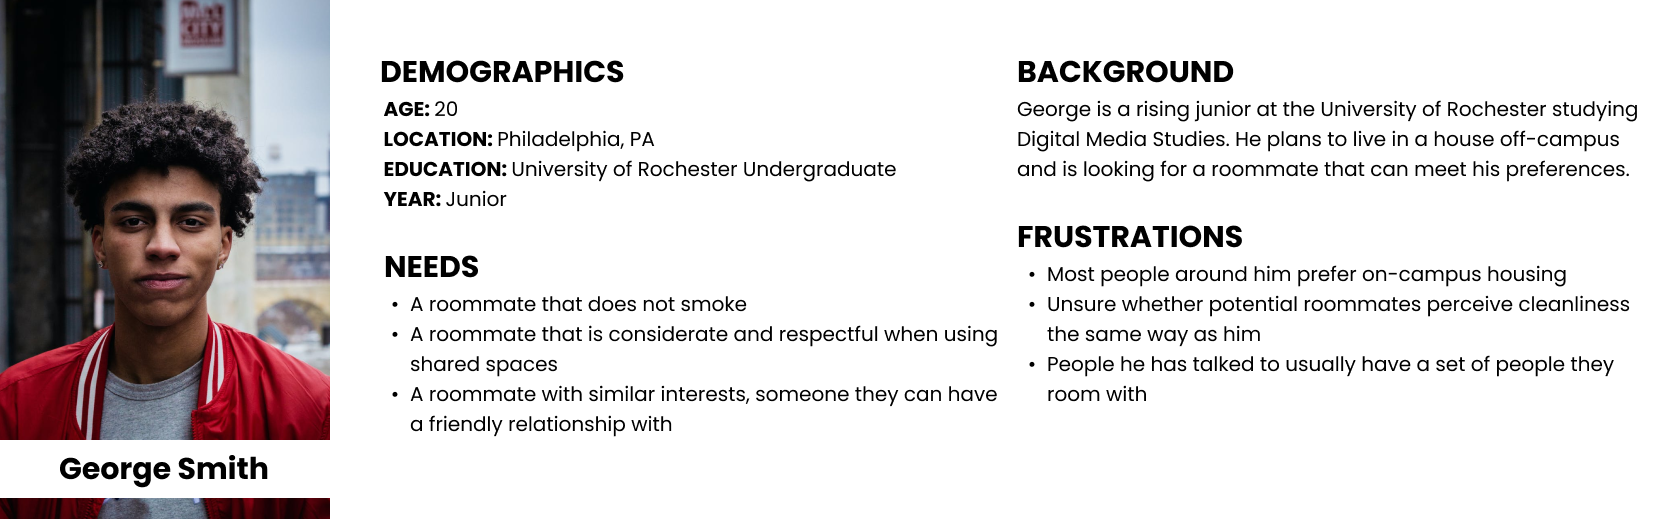 MILL
CITY
George Smith
DEMOGRAPHICS
AGE: 20
LOCATION: Philadelphia, PA
EDUCATION: University of Rochester Undergraduate
YEAR: Junior
NEEDS
• A roommate that does not smoke
• A roommate that is considerate and respectful when using
shared spaces
• A roommate with similar interests, someone they can have
a friendly relationship with
BACKGROUND
George is a rising junior at the University of Rochester studying
Digital Media Studies. He plans to live in a house off-campus
and is looking for a roommate that can meet his preferences.
FRUSTRATIONS
• Most people around him prefer on-campus housing
• Unsure whether potential roommates perceive cleanliness
the same way as him
• People he has talked to usually have a set of people they
room with